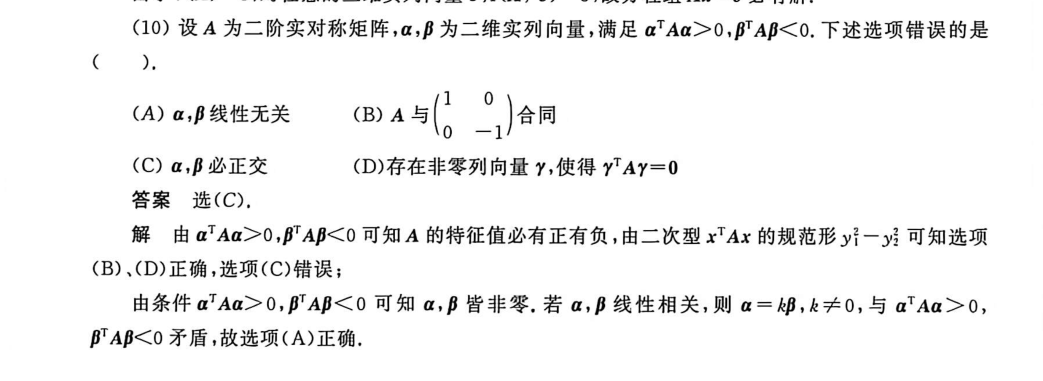 (10) 设 A 为二阶实对称矩阵,α,β 为二维实列向量,满足 αᵀAα>0,βᵀAβ<0. 下述选项错误的是
(  ).
(A) α,β 线性无关 (B) A 与 (1 0; 0 −1) 合同
(C) α,β 必正交 (D)存在非零列向量 γ,使得 γᵀAγ=0
答案 选(C).
解 由 αᵀAα>0,βᵀAβ<0 可知 A 的特征值必有正有负,由二次型 xᵀAx 的规范形 y₁²−y₂² 可知选项
(B)、(D)正确,选项(C)错误;
由条件 αᵀAα>0,βᵀAβ<0 可知 α,β 皆非零. 若 α,β 线性相关,则 α=kβ,k≠0,与 αᵀAα>0,
βᵀAβ<0 矛盾,故选项(A)正确.